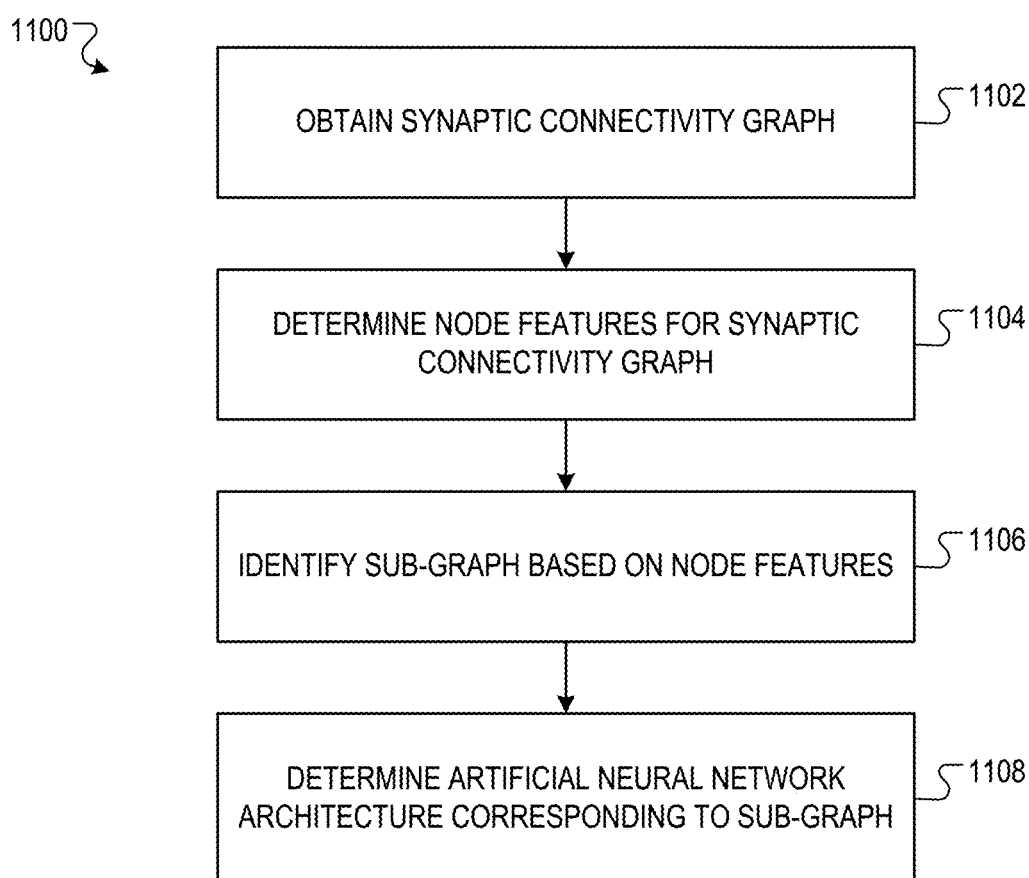 1100
OBTAIN SYNAPTIC CONNECTIVITY GRAPH
1102
DETERMINE NODE FEATURES FOR SYNAPTIC
CONNECTIVITY GRAPH
1104
IDENTIFY SUB-GRAPH BASED ON NODE FEATURES
1106
DETERMINE ARTIFICIAL NEURAL NETWORK
ARCHITECTURE CORRESPONDING TO SUB-GRAPH
1108